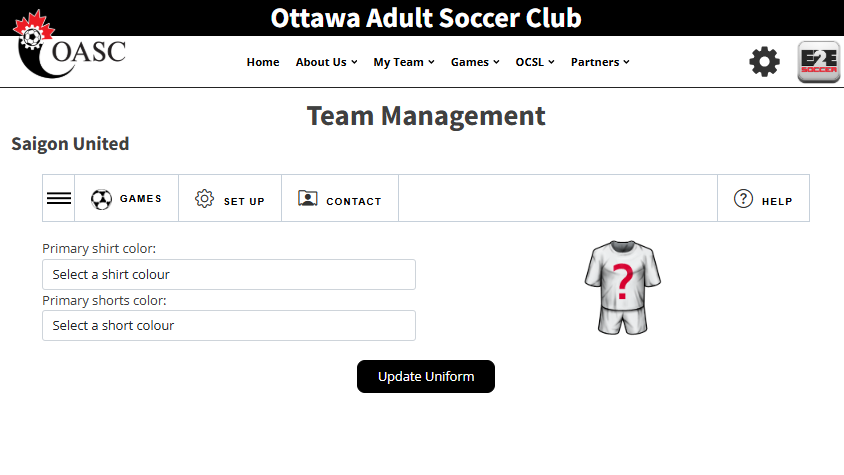 Ottawa Adult Soccer Club
OASC
Home About Us My Team Games OCSL Partners
E2E
SOCCER
Team Management
Saigon United
GAMES SET UP CONTACT HELP
Primary shirt color:
Select a shirt colour
?
Primary shorts color:
Select a short colour
Update Uniform